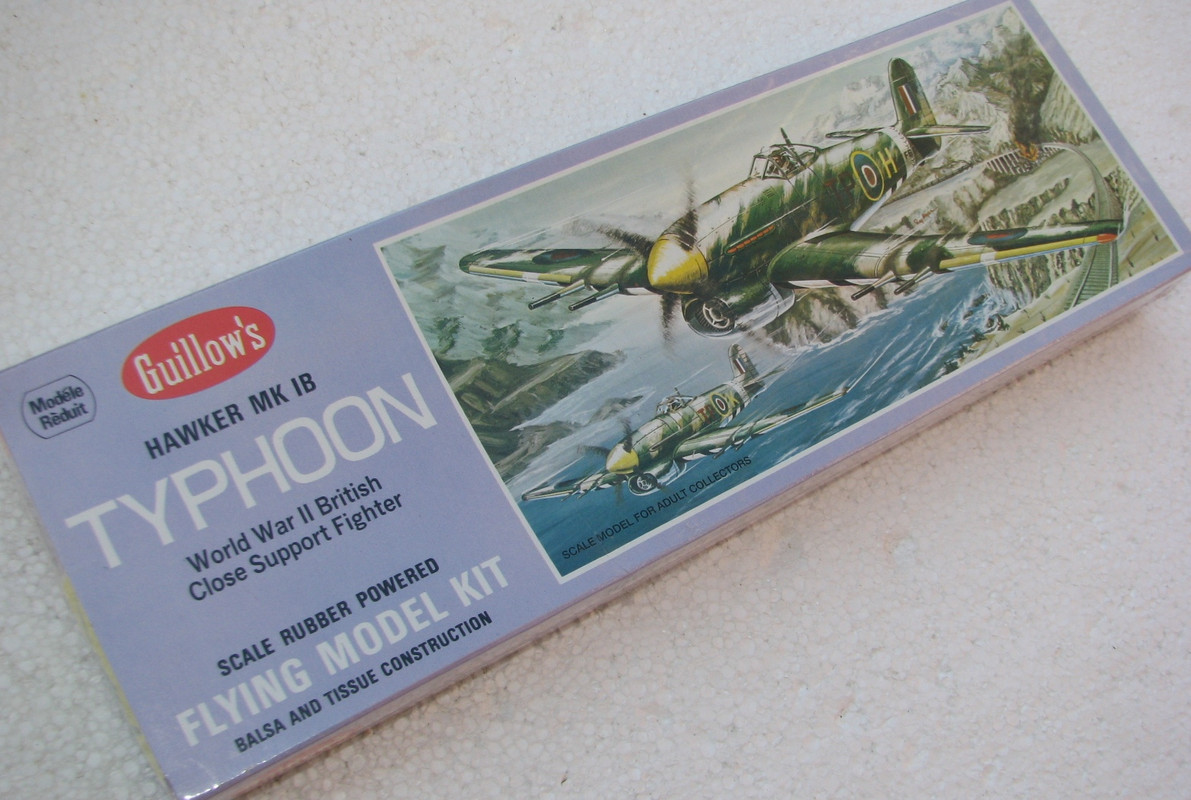 Modèle
Réduit
Guillow's
HAWKER MK IB
TYPHOON
World War II British
Close Support Fighter
SCALE RUBBER POWERED
FLYING MODEL KIT
BALSA AND TISSUE CONSTRUCTION
H
K
SCALE MODEL FOR ADULT COLLECTORS